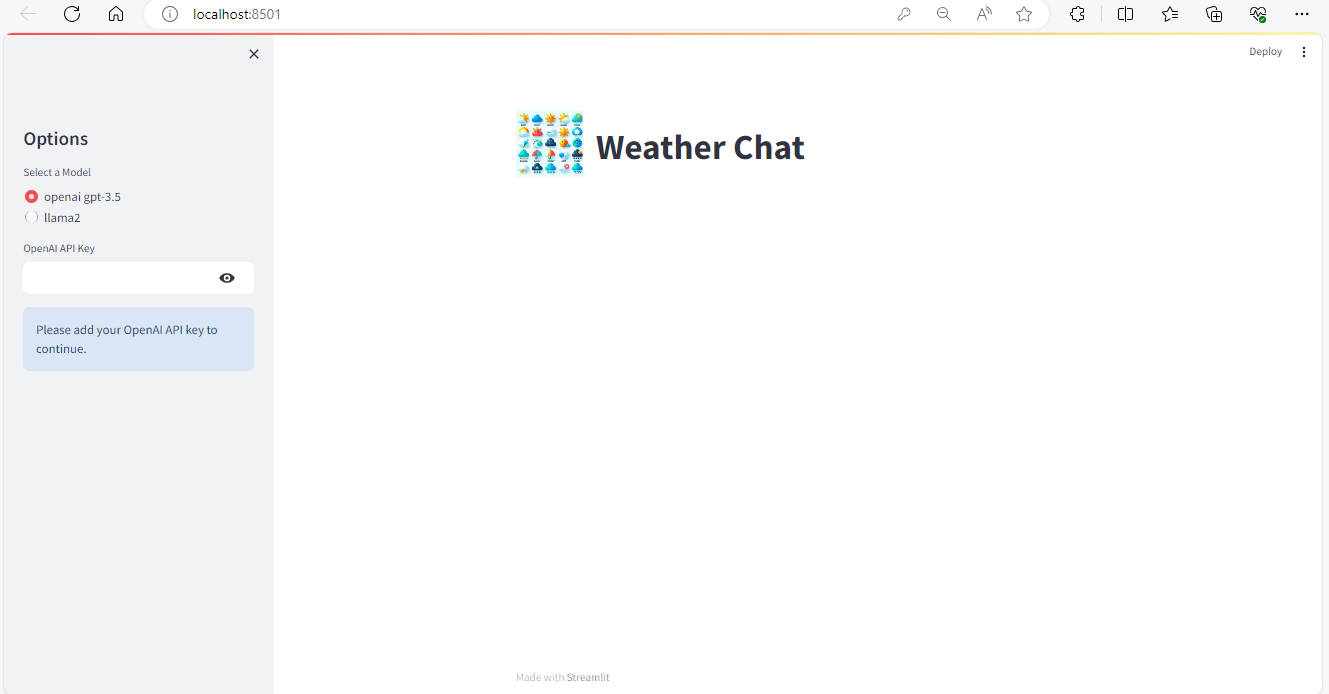 localhost:8501
Deploy
Options
Select a Model
openai gpt-3.5
llama2
OpenAI API Key
Please add your OpenAI API key to
continue.
Weather Chat
Made with Streamlit